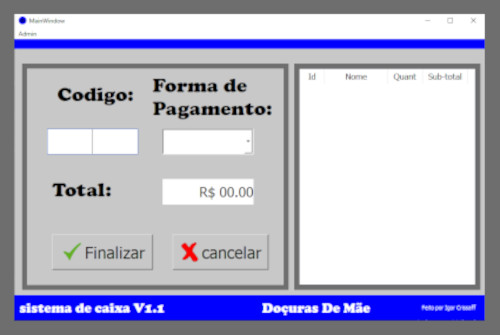 MainWindow
Admin
Codigo:
Forma de
Pagamento:
Total:
R$ 00.00
Finalizar
cancelar
Id Nome Quant Sub-total
sistema de caixa V1.1
Doçuras De Mãe
Feito por Igor